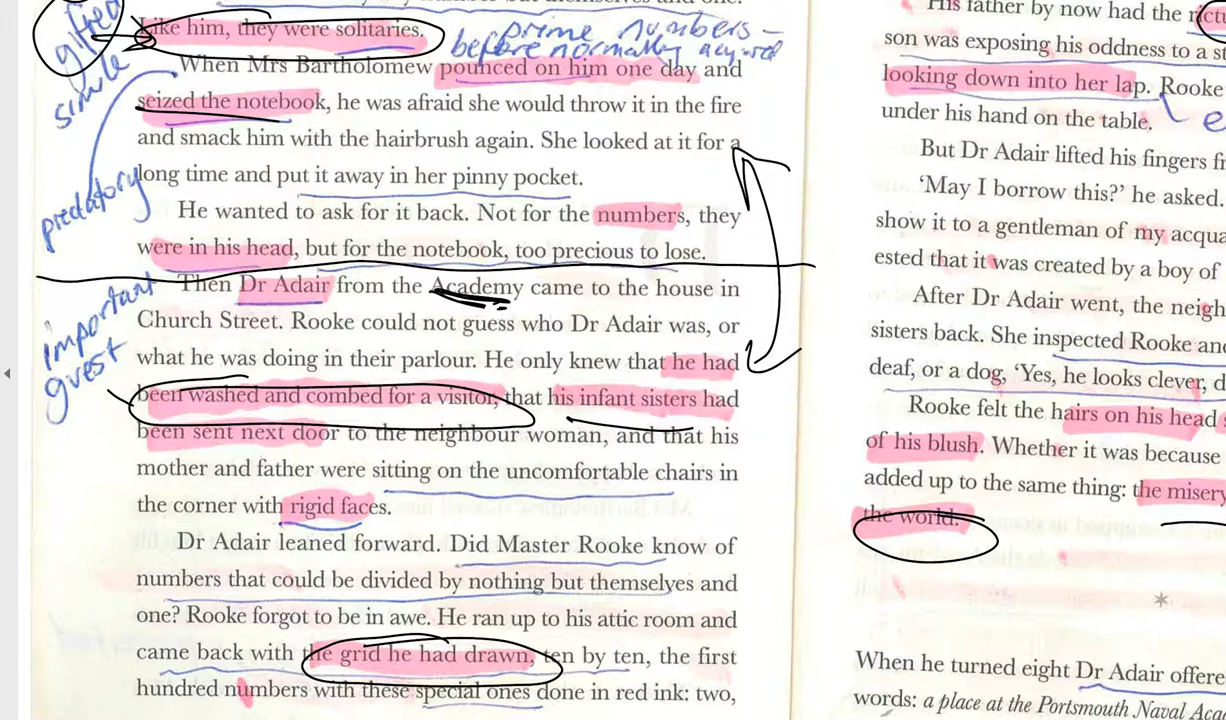 Like him, they were solitaries.
prime numbers –
before normally acquired
gifted
simile
When Mrs Bartholomew pounced on him one day and
seized the notebook, he was afraid she would throw it in the fire
and smack him with the hairbrush again. She looked at it for a
long time and put it away in her pinny pocket.
predatory
He wanted to ask for it back. Not for the numbers, they
were in his head, but for the notebook, too precious to lose.
Then Dr Adair from the Academy came to the house in
Church Street. Rooke could not guess who Dr Adair was, or
what he was doing in their parlour. He only knew that he had
been washed and combed for a visitor, that his infant sisters had
been sent next door to the neighbour woman, and that his
mother and father were sitting on the uncomfortable chairs in
the corner with rigid faces.
important
guest
Dr Adair leaned forward. Did Master Rooke know of
numbers that could be divided by nothing but themselves and
one? Rooke forgot to be in awe. He ran up to his attic room and
came back with the grid he had drawn, ten by ten, the first
hundred numbers with these special ones done in red ink: two,
His father by now had the
son was exposing his oddness to a
looking down into her lap. Rooke
under his hand on the table.
But Dr Adair lifted his fingers
'May I borrow this?' he asked.
show it to a gentleman of my
ested that it was created by a boy of
After Dr Adair went, the
sisters back. She inspected Rooke
deaf, or a dog, 'Yes, he looks clever,
Rooke felt the hairs on his head
of his blush. Whether it was because
added up to the same thing: the
the world.
*
When he turned eight Dr Adair
words: a place at the Portsmouth Naval